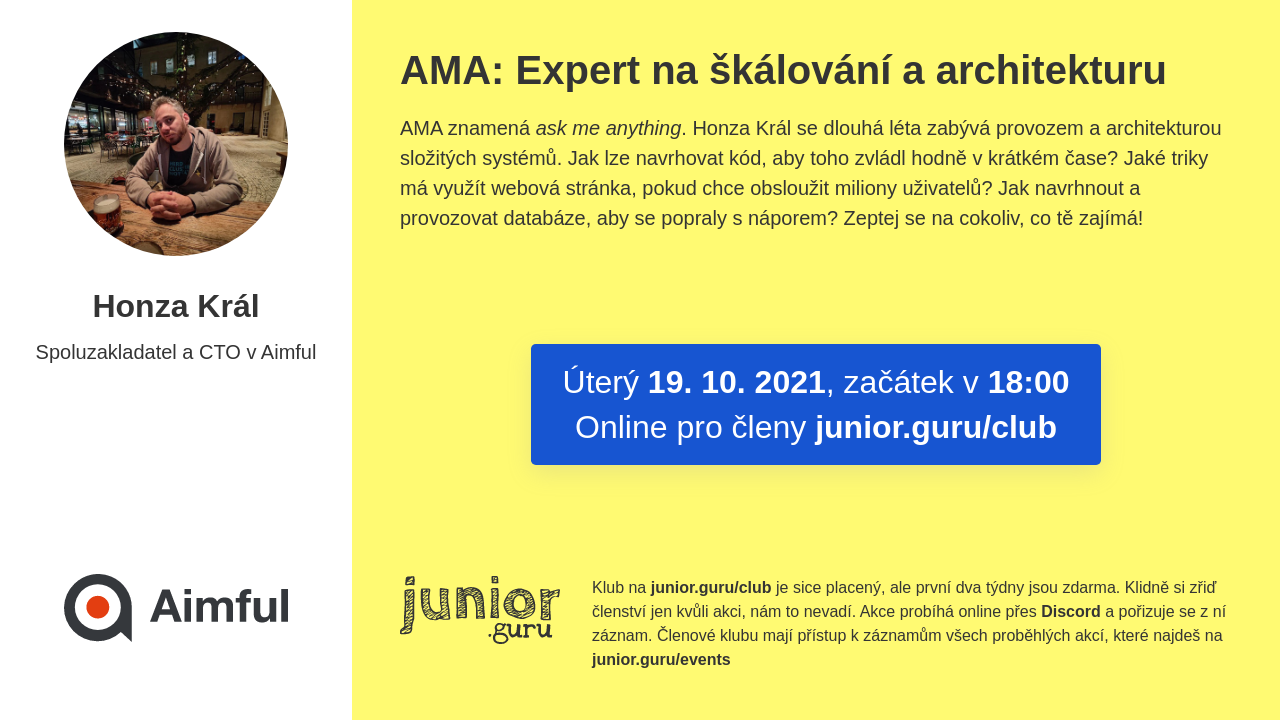 Honza Král
Spoluzakladatel a CTO v Aimful
Aimful
AMA: Expert na škálování a architekturu
AMA znamená ask me anything. Honza Král se dlouhá léta zabývá provozem a architekturou
složitých systémů. Jak lze navrhovat kód, aby toho zvládl hodně v krátkém čase? Jaké triky
má využít webová stránka, pokud chce obsloužit miliony uživatelů? Jak navrhnout a
provozovat databáze, aby se popraly s náporem? Zeptej se na cokoliv, co tě zajímá!
Úterý 19. 10. 2021, začátek v 18:00
Online pro členy junior.guru/club
junior
.guru
Klub na junior.guru/club je sice placený, ale první dva týdny jsou zdarma. Klidně si zřiď
členství jen kvůli akci, nám to nevadí. Akce probíhá online přes Discord a pořizuje se z ní
záznam. Členové klubu mají přístup k záznamům všech proběhlých akcí, které najdeš na
junior.guru/events